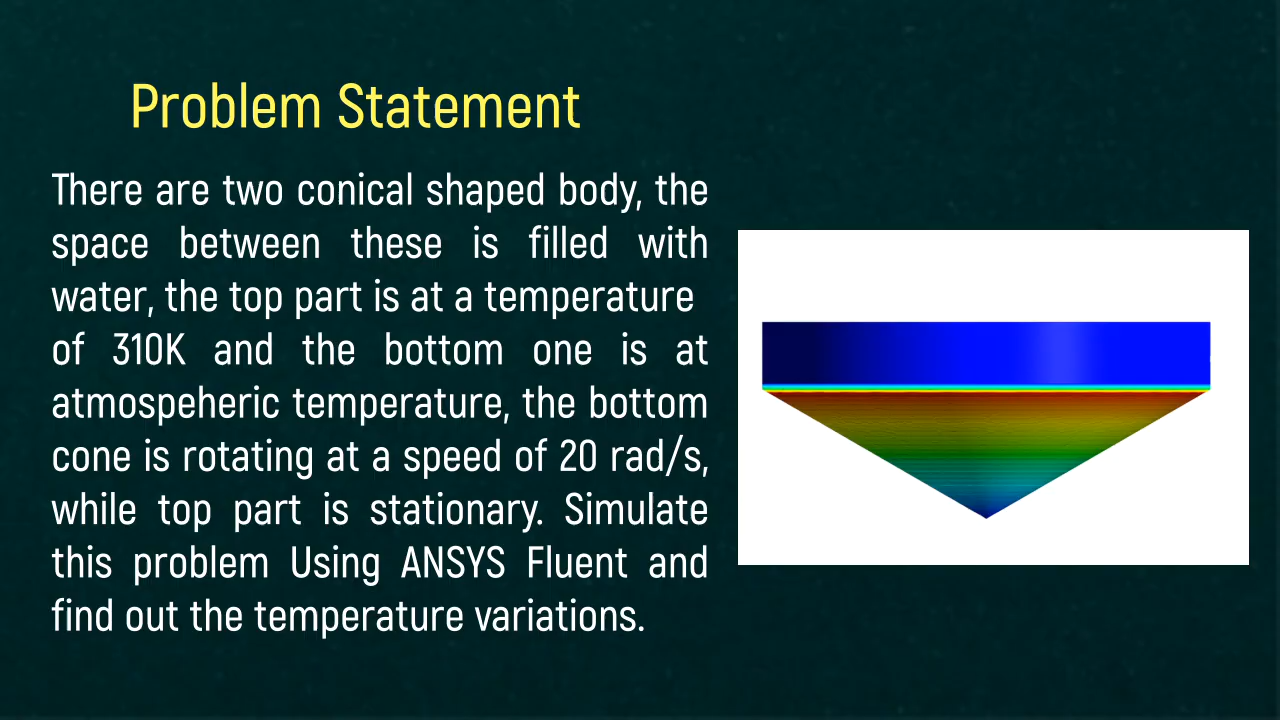 Problem Statement
There are two conical shaped body, the
space between these is filled with
water, the top part is at a temperature
of 310K and the bottom one is at
atmospeheric temperature, the bottom
cone is rotating at a speed of 20 rad/s,
while top part is stationary. Simulate
this problem Using ANSYS Fluent and
find out the temperature variations.